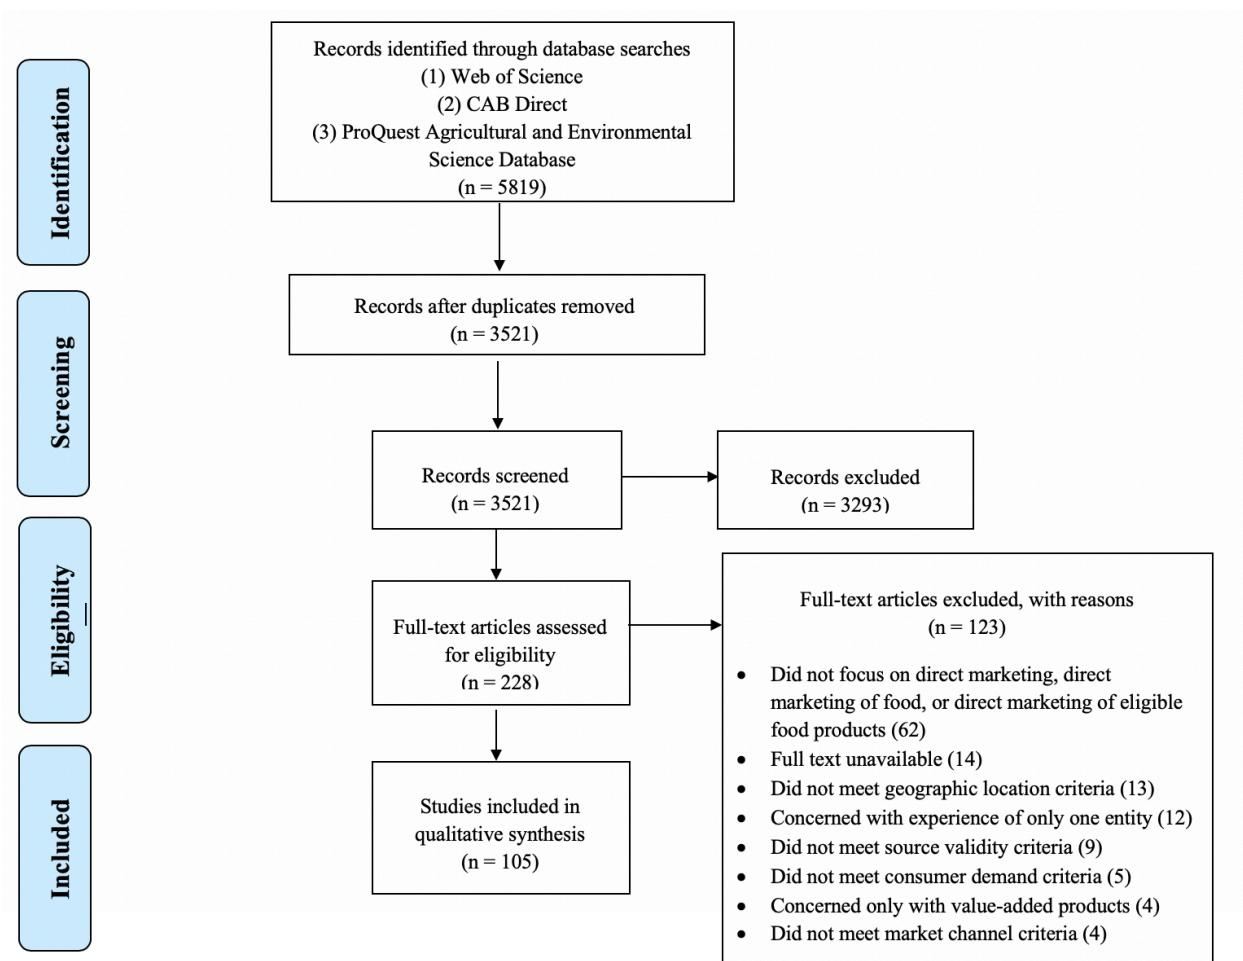 Identification
Records identified through database searches
(1) Web of Science
(2) CAB Direct
(3) ProQuest Agricultural and Environmental
Science Database
(n = 5819)
Screening
Records after duplicates removed
(n = 3521)
Records screened
(n = 3521)
Records excluded
(n = 3293)
Eligibility
Full-text articles assessed
for eligibility
(n = 228)
Full-text articles excluded, with reasons
(n = 123)
• Did not focus on direct marketing, direct
marketing of food, or direct marketing of eligible
food products (62)
• Full text unavailable (14)
• Did not meet geographic location criteria (13)
• Concerned with experience of only one entity (12)
• Did not meet source validity criteria (9)
• Did not meet consumer demand criteria (5)
• Concerned only with value-added products (4)
• Did not meet market channel criteria (4)
Included
Studies included in
qualitative synthesis
(n = 105)